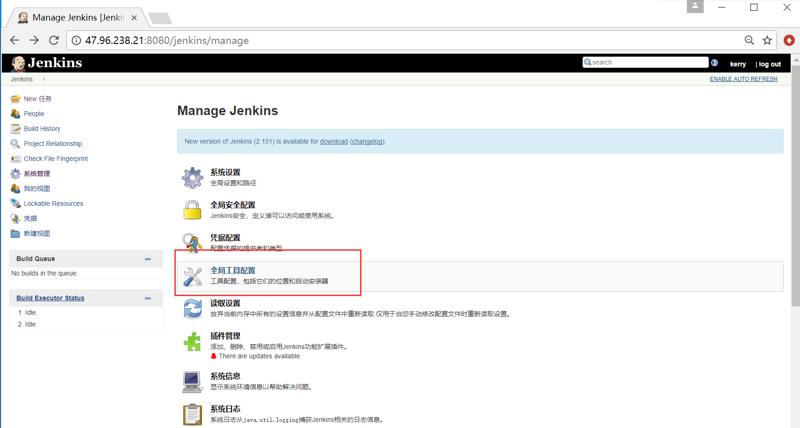 Manage Jenkins [Jenkin
47.96.238.21:8080/jenkins/manage
Jenkins
search
kerry
| log out
Jenkins
ENABLE AUTO REFRESH
New 任务
People
Build History
Project Relationship
Check File Fingerprint
系统管理
我的视图
Lockable Resources
凭据
新建视图
Build Queue
No builds in the queue.
Build Executor Status
1 Idle
2 Idle
Manage Jenkins
New version of Jenkins (2.151) is available for download (changelog).
系统设置
全局设置和路径
全局安全配置
Jenkins安全，定义谁可以访问或使用系统。
凭据配置
配置凭据的提供者和类型
全局工具配置
工具配置，包括它们的位置和自动安装器
读取设置
放弃当前内存中所有的设置信息并从配置文件中重新读取 仅用于当您手动修改配置文件时重新读取设置。
插件管理
添加、删除、禁用或启用Jenkins功能扩展插件。
There are updates available
系统信息
显示系统环境信息以帮助解决问题。
系统日志
系统日志从java.util.logging捕获Jenkins相关的日志信息。